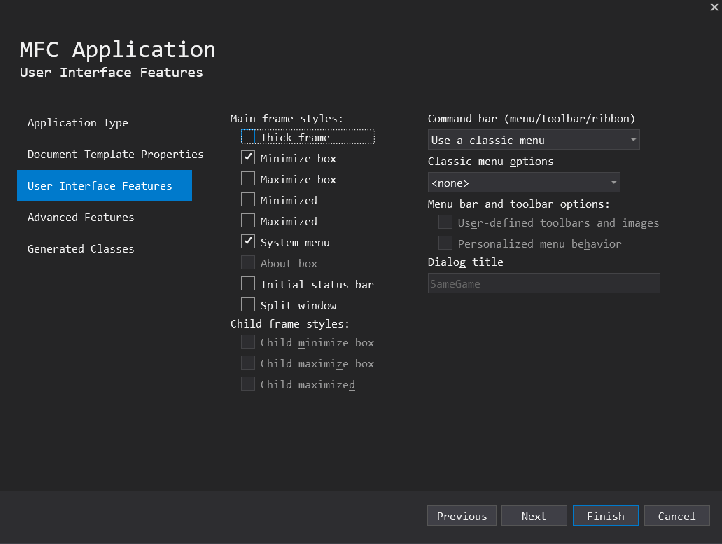 MFC Application
User Interface Features
Application Type
Document Template Properties
User Interface Features
Advanced Features
Generated Classes
Main frame styles:
Thick frame
Minimize box
Maximize box
Minimized
Maximized
System menu
About box
Initial status bar
Split window
Child frame styles:
Child minimize box
Child maximize box
Child maximized
Command bar (menu/toolbar/ribbon)
Use a classic menu
Classic menu options
<none>
Menu bar and toolbar options:
User-defined toolbars and images
Personalized menu behavior
Dialog title
SameGame
Previous
Next
Finish
Cancel